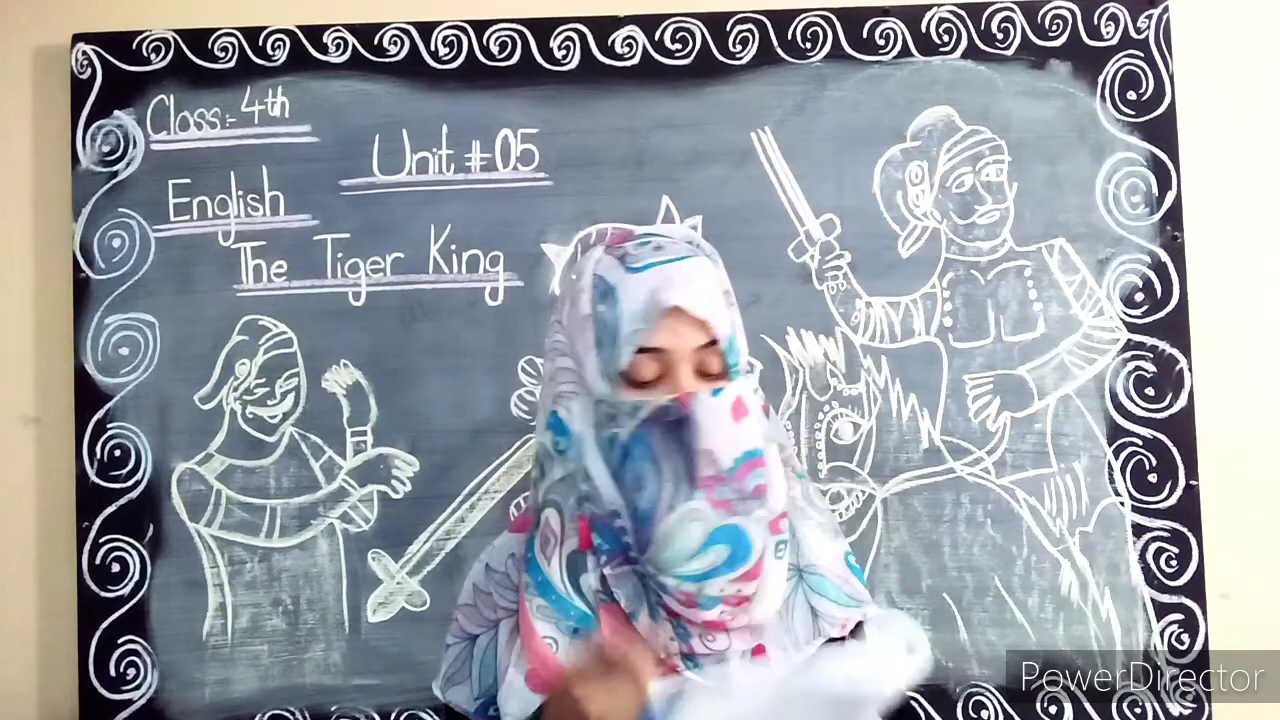 Class:- 4th
Unit # 05
English
The Tiger King
PowerDirector